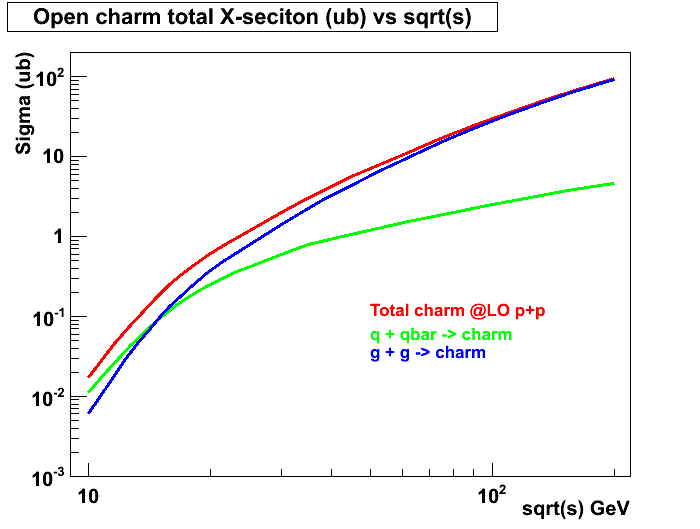 Open charm total X-seciton (ub) vs sqrt(s)
Sigma (ub)
10²
10
1
10⁻¹
10⁻²
10⁻³
Total charm @LO p+p
q + qbar -> charm
g + g -> charm
10
10²
sqrt(s) GeV